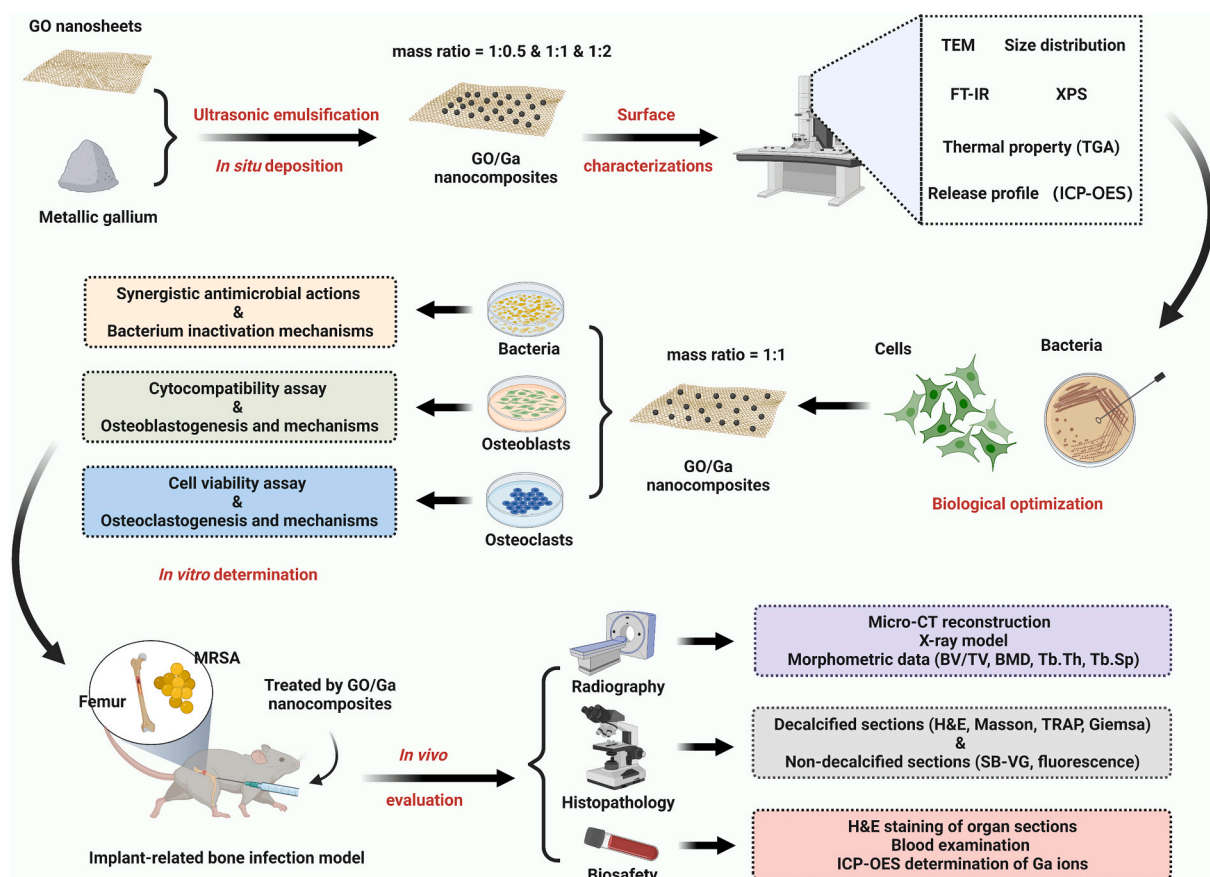 GO nanosheets
Metallic gallium
Ultrasonic emulsification
In situ deposition
mass ratio = 1:0.5 & 1:1 & 1:2
GO/Ga
nanocomposites
Surface
characterizations
TEM Size distribution
FT-IR XPS
Thermal property (TGA)
Release profile (ICP-OES)
Cells
Bacteria
Biological optimization
mass ratio = 1:1
GO/Ga
nanocomposites
Bacteria
Osteoblasts
Osteoclasts
Synergistic antimicrobial actions
&
Bacterium inactivation mechanisms
Cytocompatibility assay
&
Osteoblastogenesis and mechanisms
Cell viability assay
&
Osteoclastogenesis and mechanisms
In vitro determination
MRSA
Femur
Treated by GO/Ga
nanocomposites
Implant-related bone infection model
In vivo
evaluation
Radiography
Micro-CT reconstruction
X-ray model
Morphometric data (BV/TV, BMD, Tb.Th, Tb.Sp)
Histopathology
Decalcified sections (H&E, Masson, TRAP, Giemsa)
&
Non-decalcified sections (SB-VG, fluorescence)
Biosafety
H&E staining of organ sections
Blood examination
ICP-OES determination of Ga ions